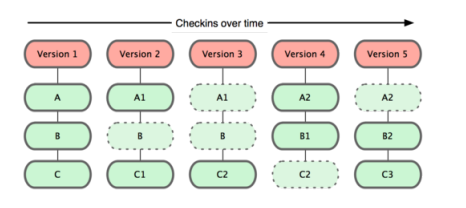 Checkins over time
Version 1 Version 2 Version 3 Version 4 Version 5
A A1 A1 A2 A2
B B B B1 B2
C C1 C2 C2 C3